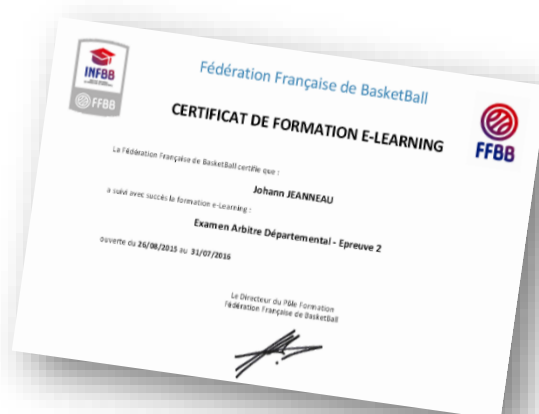 INFBB
FFBB
Fédération Française de BasketBall
CERTIFICAT DE FORMATION E-LEARNING
FFBB
La Fédération Française de BasketBall certifie que :
Johann JEANNEAU
a suivi avec succès la formation e-Learning :
Examen Arbitre Départemental - Epreuve 2
ouverte du 26/08/2015 au 31/07/2016
Le Directeur du Pôle Formation
Fédération Française de BasketBall